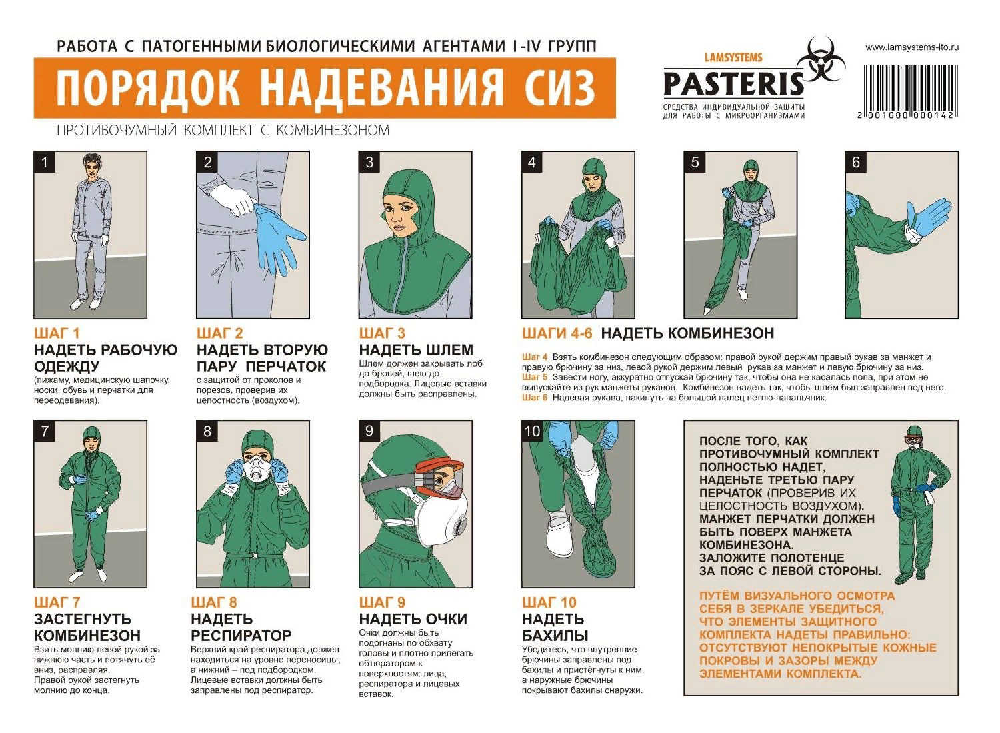 РАБОТА С ПАТОГЕННЫМИ БИОЛОГИЧЕСКИМИ АГЕНТАМИ I -IV ГРУПП
ПОРЯДОК НАДЕВАНИЯ СИЗ
ПРОТИВОЧУМНЫЙ КОМПЛЕКТ С КОМБИНЕЗОНОМ
LAMSYSTEMS
PASTERIS
СРЕДСТВА ИНДИВИДУАЛЬНОЙ ЗАЩИТЫ
ДЛЯ РАБОТЫ С МИКРООРГАНИЗМАМИ
www.lamsystems-lto.ru
2 001000 000142
1
2
3
4
5
6
ШАГ 1
НАДЕТЬ РАБОЧУЮ
ОДЕЖДУ
(пижаму, медицинскую шапочку,
носки, обувь и перчатки для
переодевания).
ШАГ 2
НАДЕТЬ ВТОРУЮ
ПАРУ ПЕРЧАТОК
с защитой от проколов и
порезов, проверив их
целостность (воздухом).
ШАГ 3
НАДЕТЬ ШЛЕМ
Шлем должен закрывать лоб
до бровей, шею до
подбородка. Лицевые вставки
должны быть расправлены.
ШАГИ 4-6 НАДЕТЬ КОМБИНЕЗОН
Шаг 4 Взять комбинезон следующим образом: правой рукой держим правый рукав за манжет и
правую брючину за низ, левой рукой держим левый рукав за манжет и левую брючину за низ.
Шаг 5 Завести ногу, аккуратно отпуская брючину так, чтобы она не касалась пола, при этом не
выпускайте из рук манжеты рукавов. Комбинезон надеть так, чтобы шлем был заправлен под него.
Шаг 6 Надевая рукава, накинуть на большой палец петлю-напальчник.
7
8
9
10
ШАГ 7
ЗАСТЕГНУТЬ
КОМБИНЕЗОН
Взять молнию левой рукой за
нижнюю часть и потянуть её
вниз, расправляя.
Правой рукой застегнуть
молнию до конца.
ШАГ 8
НАДЕТЬ
РЕСПИРАТОР
Верхний край респиратора должен
находиться на уровне переносицы,
а нижний – под подбородком.
Лицевые вставки должны быть
заправлены под респиратор.
ШАГ 9
НАДЕТЬ ОЧКИ
Очки должны быть
подогнаны по обхвату
головы и плотно прилегать
обтюратором к
поверхностям: лица,
респиратора и лицевых
вставок.
ШАГ 10
НАДЕТЬ
БАХИЛЫ
Убедитесь, что внутренние
брючины заправлены под
бахилы и пристёгнуты к ним,
а наружные брючины
покрывают бахилы снаружи.
ПОСЛЕ ТОГО, КАК
ПРОТИВОЧУМНЫЙ КОМПЛЕКТ
ПОЛНОСТЬЮ НАДЕТ,
НАДЕНЬТЕ ТРЕТЬЮ ПАРУ
ПЕРЧАТОК (ПРОВЕРИВ ИХ
ЦЕЛОСТНОСТЬ ВОЗДУХОМ).
МАНЖЕТ ПЕРЧАТКИ ДОЛЖЕН
БЫТЬ ПОВЕРХ МАНЖЕТА
КОМБИНЕЗОНА.
ЗАЛОЖИТЕ ПОЛОТЕНЦЕ
ЗА ПОЯС С ЛЕВОЙ СТОРОНЫ.
ПУТЁМ ВИЗУАЛЬНОГО ОСМОТРА
СЕБЯ В ЗЕРКАЛЕ УБЕДИТЬСЯ,
ЧТО ЭЛЕМЕНТЫ ЗАЩИТНОГО
КОМПЛЕКТА НАДЕТЫ ПРАВИЛЬНО:
ОТСУТСТВУЮТ НЕПОКРЫТЫЕ КОЖНЫЕ
ПОКРОВЫ И ЗАЗОРЫ МЕЖДУ
ЭЛЕМЕНТАМИ КОМПЛЕКТА.